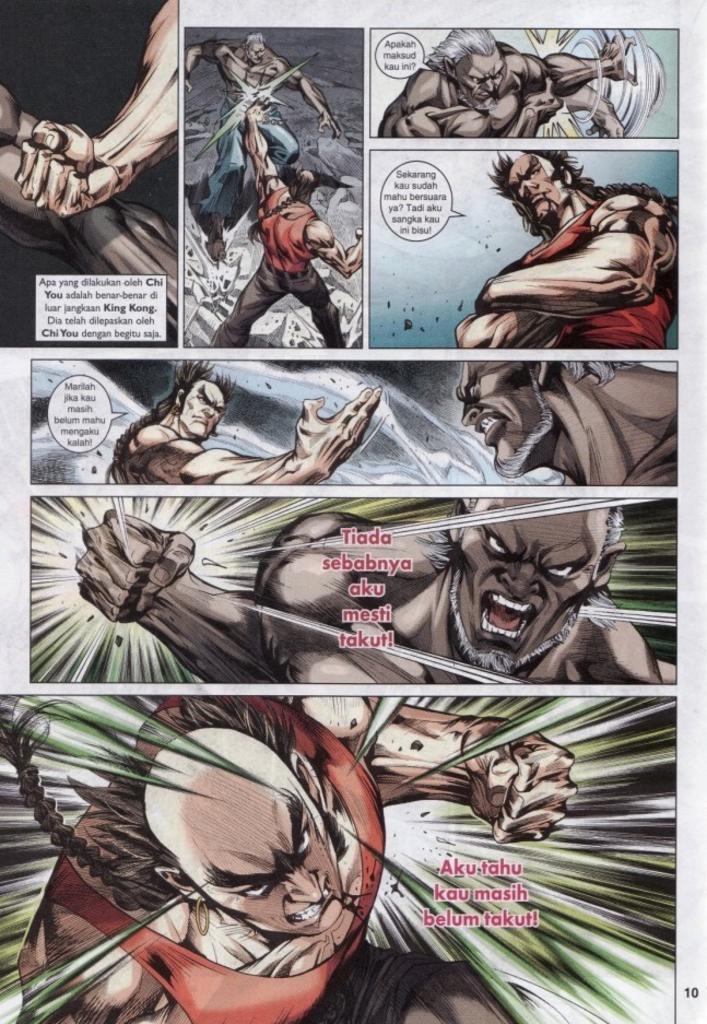 Apa yang dilakukan oleh Chi
You adalah benar-benar di
luar jangkaan King Kong.
Dia telah dilepaskan oleh
Chi You dengan begitu saja.
Apakah
maksud
kau ini?
Sekarang
kau sudah
mahu bersuara
ya? Tadi aku
sangka kau
ini bisu!
Marilah
jika kau
masih
belum mahu
mengaku
kalah!
Tiada
sebabnya
aku
mesti
takut!
Aku tahu
kau masih
belum takut!
10